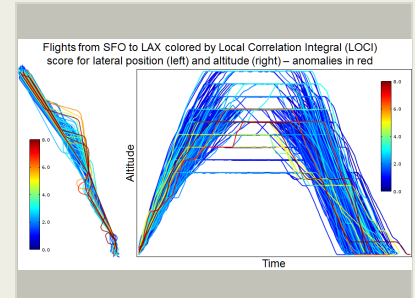 Flights from SFO to LAX colored by Local Correlation Integral (LOCI)
score for lateral position (left) and altitude (right) – anomalies in red
8.0
6.0
4.0
2.0
0.0
Altitude
8.0
6.0
4.0
2.0
0.0
Time